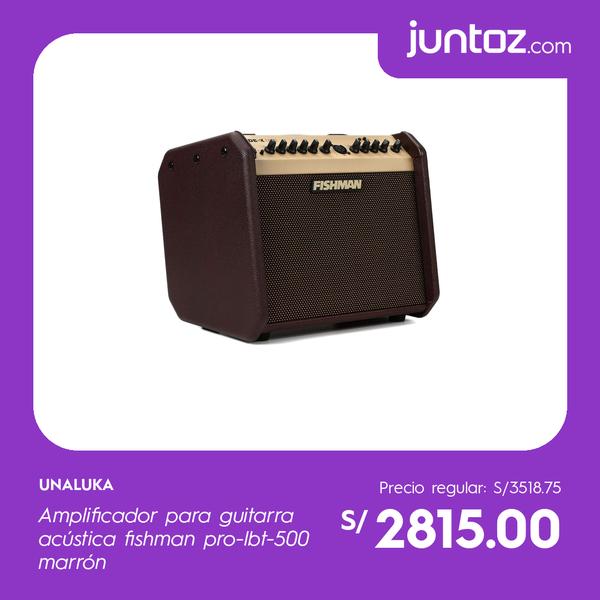 juntoz.com
FISHMAN
UNALUKA
Amplificador para guitarra
acústica fishman pro-lbt-500
marrón
Precio regular: S/3518.75
S/ 2815.00